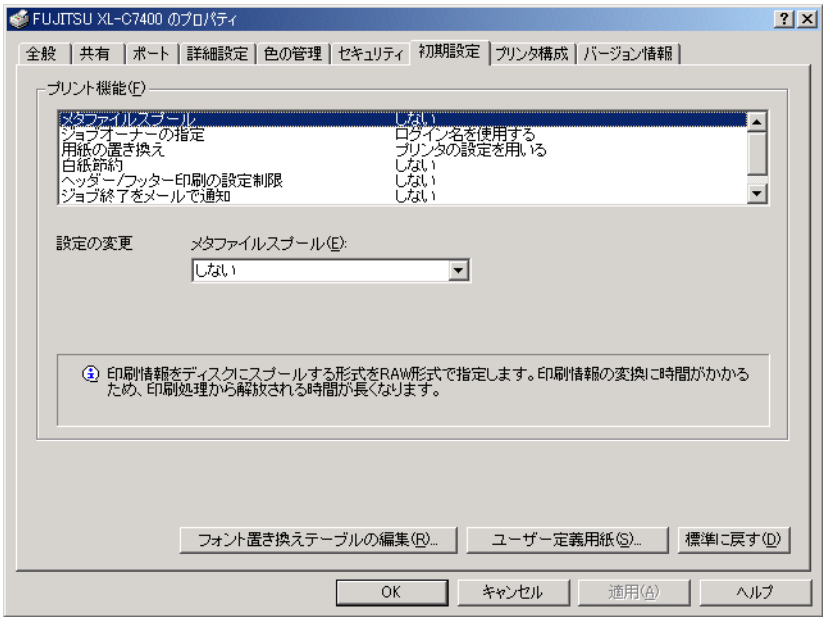 FUJITSU XL-C7400 のプロパティ
全般 共有 ポート 詳細設定 色の管理 セキュリティ 初期設定 プリンタ構成 バージョン情報
プリント機能(F)
メタファイルスプール しない
ジョブオーナーの指定 ログイン名を使用する
用紙の置き換え プリンタの設定を用いる
白紙節約 しない
ヘッダー/フッター印刷の設定制限 しない
ジョブ終了をメールで通知 しない
設定の変更 メタファイルスプール(E):
しない
印刷情報をディスクにスプールする形式をRAW形式で指定します。印刷情報の変換に時間がかかる
ため、印刷処理から解放される時間が長くなります。
フォント置き換えテーブルの編集(R)... ユーザー定義用紙(S)... 標準に戻す(D)
OK キャンセル 適用(A) ヘルプ